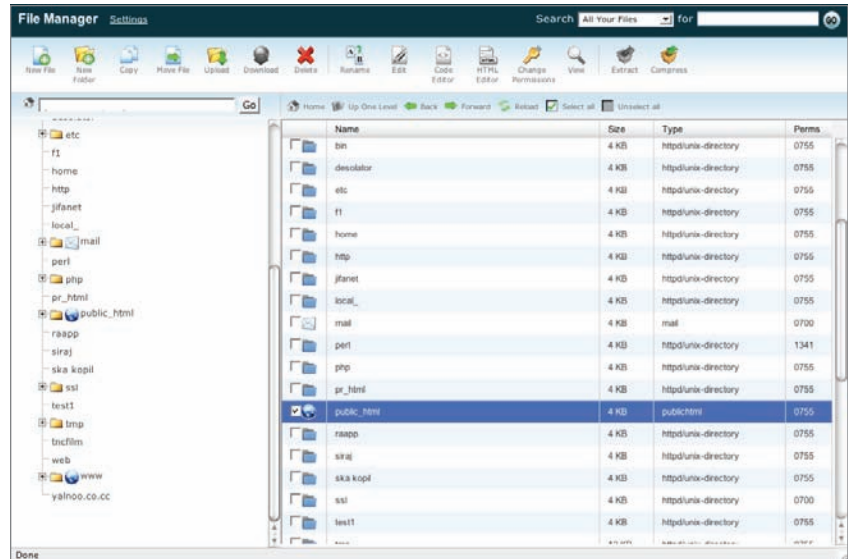 File Manager Settings Search All Your Files for GO
New File New Folder Copy Move File Upload Download Delete Rename Edit Code Editor HTML Editor Change Permissions View Extract Compress
Go Home Up One Level Back Forward Reload Select all Unselect all
etc
f1
home
http
jifanet
local_
mail
perl
php
pr_html
public_html
raapp
siraj
ska kopil
ssl
test1
tmp
tncfilm
web
www
yalnoo.co.cc
Name Size Type Perms
bin 4 KB httpd/unix-directory 0755
desolator 4 KB httpd/unix-directory 0755
etc 4 KB httpd/unix-directory 0755
f1 4 KB httpd/unix-directory 0755
home 4 KB httpd/unix-directory 0755
http 4 KB httpd/unix-directory 0755
jifanet 4 KB httpd/unix-directory 0755
local_ 4 KB httpd/unix-directory 0755
mail 4 KB mail 0700
perl 4 KB httpd/unix-directory 1341
php 4 KB httpd/unix-directory 0755
pr_html 4 KB httpd/unix-directory 0755
public_html 4 KB publichtml 0755
raapp 4 KB httpd/unix-directory 0755
siraj 4 KB httpd/unix-directory 0755
ska kopil 4 KB httpd/unix-directory 0755
ssl 4 KB httpd/unix-directory 0700
test1 4 KB httpd/unix-directory 0755
Done